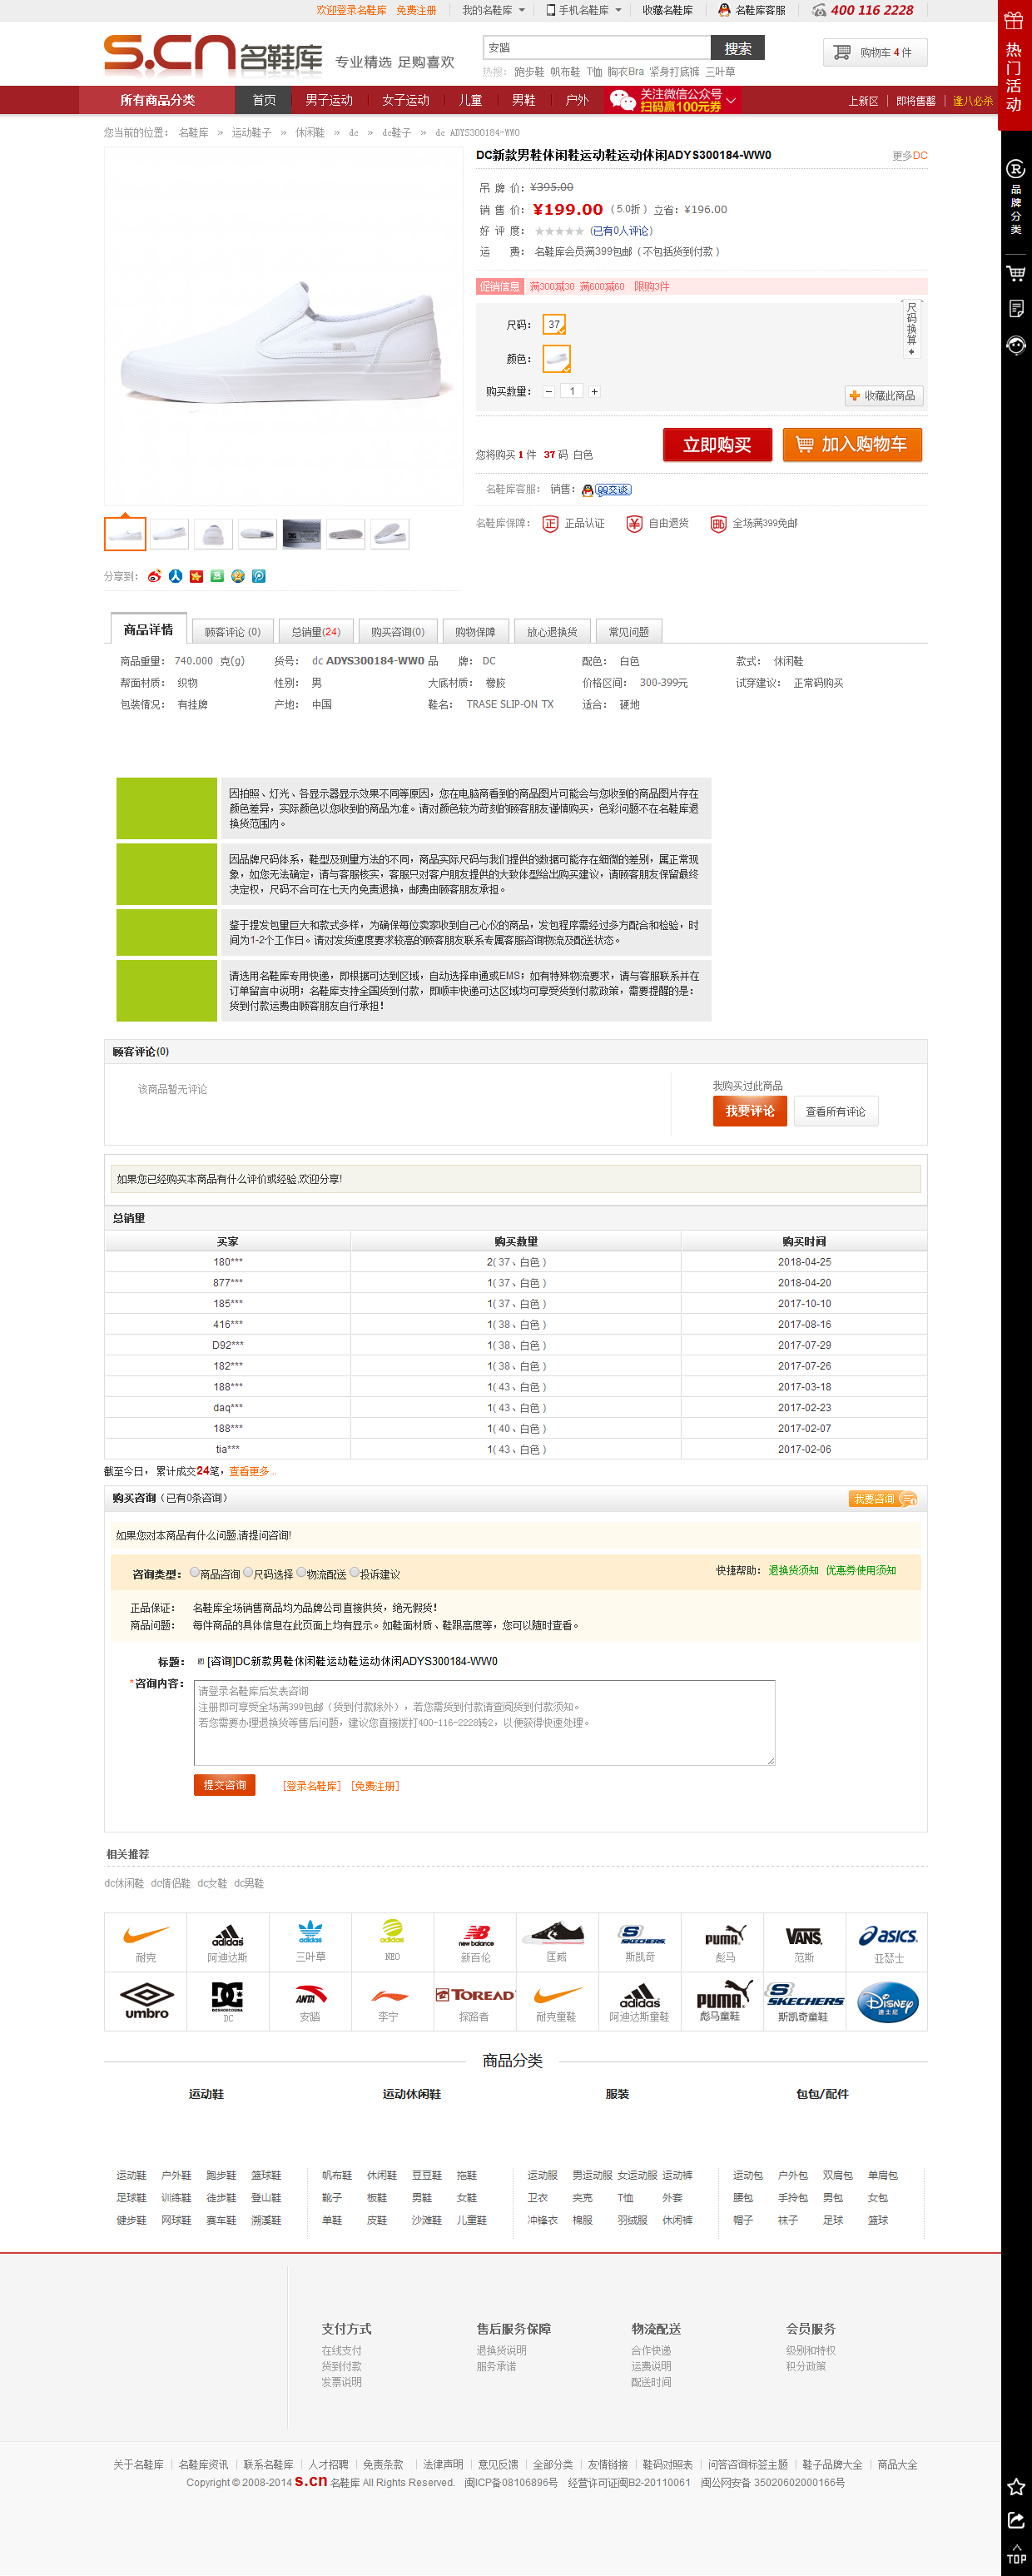 欢迎登录名鞋库 免费注册 我的名鞋库 手机名鞋库 收藏名鞋库 名鞋库客服 400 116 2228
S.CN名鞋库 专业精选 足购喜欢
安踏 搜索
购物车 4 件
热搜: 跑步鞋 帆布鞋 T恤 胸衣Bra 紧身打底裤 三叶草
热门活动
所有商品分类 首页 男子运动 女子运动 儿童 男鞋 户外 关注微信公众号 扫码赢100元券 上新区 即将售罄 逢八必杀
您当前的位置: 名鞋库 » 运动鞋子 » 休闲鞋 » dc » dc鞋子 » dc ADYS300184-WW0
DC新款男鞋休闲鞋运动鞋运动休闲ADYS300184-WW0 更多DC
吊 牌 价: ¥395.00
销 售 价: ¥199.00 ( 5.0折 ) 立省: ¥196.00
好 评 度: (已有0人评论)
运 费: 名鞋库会员满399包邮 ( 不包括货到付款 )
品牌分类
促销信息 满300减30 满600减60 限购3件
尺码换算
尺码: 37
颜色:
购买数量: − 1 +
收藏此商品
您将购买 1 件 37 码 白色
立即购买 加入购物车
名鞋库客服: 销售: QQ交谈
名鞋库保障: 正 正品认证 自由退货 全场满399免邮
分享到:
商品详情 顾客评论 (0) 总销量(24) 购买咨询(0) 购物保障 放心退换货 常见问题
商品重量: 740.000 克(g) 货号: dc ADYS300184-WW0 品 牌: DC 配色: 白色 款式: 休闲鞋
帮面材质: 织物 性别: 男 大底材质: 橡胶 价格区间: 300-399元 试穿建议: 正常码购买
包装情况: 有挂牌 产地: 中国 鞋名: TRASE SLIP-ON TX 适合: 硬地
因拍照、灯光、各显示器显示效果不同等原因，您在电脑商看到的商品图片可能会与您收到的商品图片存在
颜色差异，实际颜色以您收到的商品为准。请对颜色较为苛刻的顾客朋友谨慎购买，色彩问题不在名鞋库退
换货范围内。
因品牌尺码体系，鞋型及测量方法的不同，商品实际尺码与我们提供的数据可能存在细微的差别，属正常现
象，如您无法确定，请与客服核实，客服只对客户朋友提供的大致体型给出购买建议，请顾客朋友保留最终
决定权，尺码不合可在七天内免责退换，邮费由顾客朋友承担。
鉴于提发包量巨大和款式多样，为确保每位卖家收到自己心仪的商品，发包程序需经过多方配合和检验，时
间为1-2个工作日。请对发货速度要求较高的顾客朋友联系专属客服咨询物流及配送状态。
请选用名鞋库专用快递，即根据可达到区域，自动选择申通或EMS；如有特殊物流要求，请与客服联系并在
订单留言中说明；名鞋库支持全国货到付款，即顺丰快递可达区域均可享受货到付款政策，需要提醒的是：
货到付款运费由顾客朋友自行承担！
顾客评论(0)
该商品暂无评论
我购买过此商品
我要评论 查看所有评论
如果您已经购买本商品有什么评价或经验,欢迎分享!
总销量
买家 购买数量 购买时间
180*** 2( 37、白色 ) 2018-04-25
877*** 1( 37、白色 ) 2018-04-20
185*** 1( 37、白色 ) 2017-10-10
416*** 1( 38、白色 ) 2017-08-16
D92*** 1( 38、白色 ) 2017-07-29
182*** 1( 38、白色 ) 2017-07-26
188*** 1( 43、白色 ) 2017-03-18
daq*** 1( 43、白色 ) 2017-02-23
188*** 1( 40、白色 ) 2017-02-07
tia*** 1( 43、白色 ) 2017-02-06
截至今日，累计成交24笔，查看更多...
购买咨询 (已有0条咨询) 我要咨询
如果您对本商品有什么问题,请提问咨询!
咨询类型: 商品咨询 尺码选择 物流配送 投诉建议 快捷帮助: 退换货须知 优惠券使用须知
正品保证: 名鞋库全场销售商品均为品牌公司直接供货，绝无假货！
商品问题: 每件商品的具体信息在此页面上均有显示。如鞋面材质、鞋跟高度等，您可以随时查看。
标题: [咨询]DC新款男鞋休闲鞋运动鞋运动休闲ADYS300184-WW0
*咨询内容: 请登录名鞋库后发表咨询
注册即可享受全场满399包邮（货到付款除外），若您需货到付款请查阅货到付款须知。
若您需要办理退换货等售后问题，建议您直接拨打400-116-2228转2，以便获得快速处理。
提交咨询 [登录名鞋库] [免费注册]
相关推荐
dc休闲鞋 dc情侣鞋 dc女鞋 dc男鞋
耐克 adidas 阿迪达斯 adidas 三叶草 NEO new balance 新百伦 匡威 SKECHERS 斯凯奇 PUMA 彪马 VANS 范斯 asics 亚瑟士
umbro DC ANTA 安踏 李宁 TOREAD 探路者 耐克童鞋 adidas 阿迪达斯童鞋 PUMA 彪马童鞋 SKECHERS 斯凯奇童鞋 Disney 迪士尼
商品分类
运动鞋 运动休闲鞋 服装 包包/配件
运动鞋 户外鞋 跑步鞋 篮球鞋 帆布鞋 休闲鞋 豆豆鞋 拖鞋 运动服 男运动服 女运动服 运动裤 运动包 户外包 双肩包 单肩包
足球鞋 训练鞋 徒步鞋 登山鞋 靴子 板鞋 男鞋 女鞋 卫衣 夹克 T恤 外套 腰包 手拎包 男包 女包
健步鞋 网球鞋 赛车鞋 溯溪鞋 单鞋 皮鞋 沙滩鞋 儿童鞋 冲锋衣 棉服 羽绒服 休闲裤 帽子 袜子 足球 篮球
支付方式 售后服务保障 物流配送 会员服务
在线支付 退换货说明 合作快递 级别和特权
货到付款 服务承诺 运费说明 积分政策
发票说明 配送时间
关于名鞋库 名鞋库资讯 联系名鞋库 人才招聘 免责条款 法律声明 意见反馈 全部分类 友情链接 鞋码对照表 问答咨询标签主题 鞋子品牌大全 商品大全
Copyright © 2008-2014 s.cn 名鞋库 All Rights Reserved. 闽ICP备08106896号 经营许可证闽B2-20110061 闽公网安备 35020602000166号
TOP